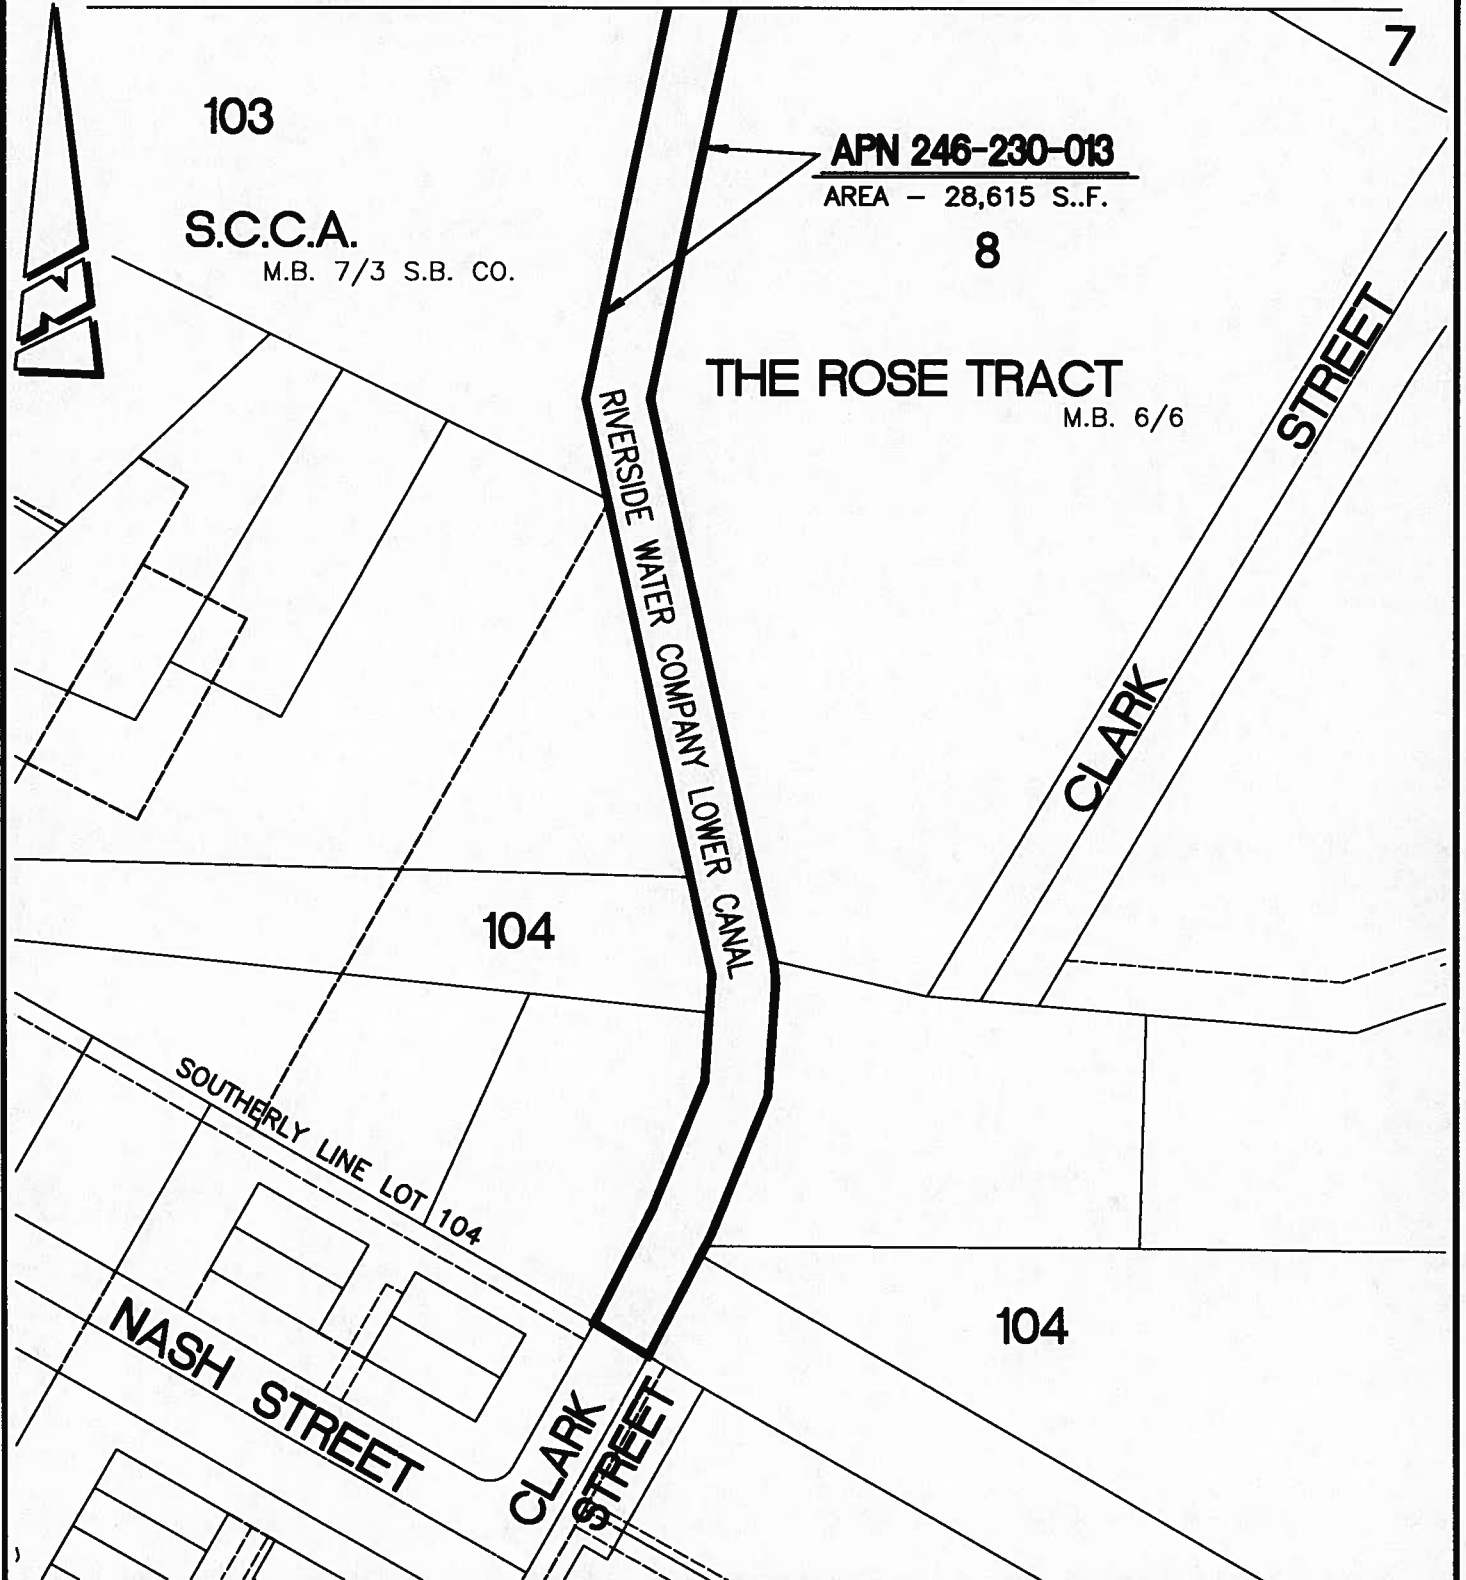 7
103
APN 246-230-013
AREA - 28,615 S..F.
S.C.C.A.
M.B. 7/3 S.B. CO.
8
THE ROSE TRACT
M.B. 6/6
CLARK STREET
RIVERSIDE WATER COMPANY LOWER CANAL
104
SOUTHERLY LINE LOT 104
104
NASH STREET
CLARK
STREET